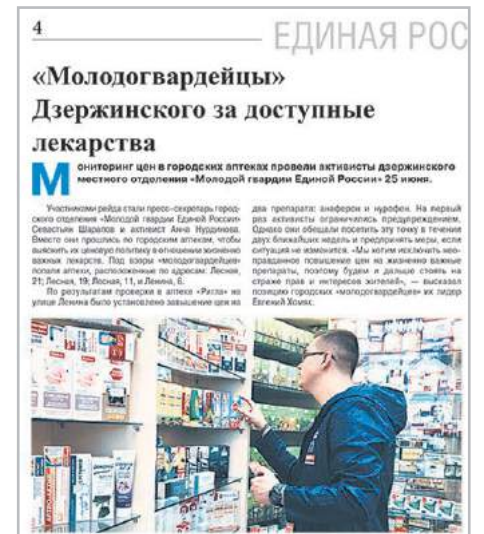 4
ЕДИНАЯ РОС
«Молодогвардейцы»
Дзержинского за доступные
лекарства
Мониторинг цен в городских аптеках провели активисты дзержинского
местного отделения «Молодой гвардии Единой России» 25 июня.
Участниками рейда стали пресс-секретарь город-
ского отделения «Молодой гвардии Единой России»
Севастьян Шарапов и активист Анна Нурдинова.
Вместе они прошлись по городским аптекам, чтобы
выяснить их ценовую политику в отношении жизненно
важных лекарств. Под взоры «молодогвардейцев»
попали аптеки, расположенные по адресам: Лесная,
21; Лесная, 19; Лесная, 11, и Ленина, 6.
По результатам проверки в аптеке «Ригла» на
улице Ленина было установлено завышение цен на
два препарата: анаферон и нурофен. На первый
раз активисты ограничились предупреждением.
Однако они обещали посетить эту точку в течение
двух ближайших недель и предпринять меры, если
ситуация не изменится. «Мы хотим исключить нео-
правданное повышение цен на жизненно важные
препараты, поэтому будем и дальше стоять на
страже прав и интересов жителей», — высказал
позицию городских «молодогвардейцев» их лидер
Евгений Хомяк.